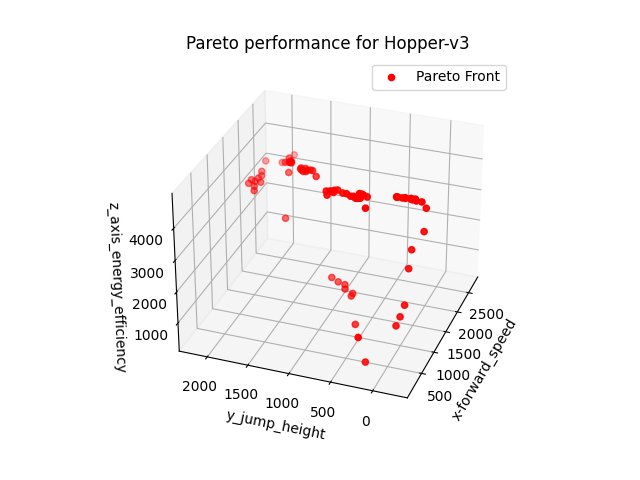 Pareto performance for Hopper-v3
Pareto Front
z_axis_energy_efficiency
4000
3000
2000
1000
2000
1500
1000
500
0
y_jump_height
2500
2000
1500
1000
500
x-forward_speed